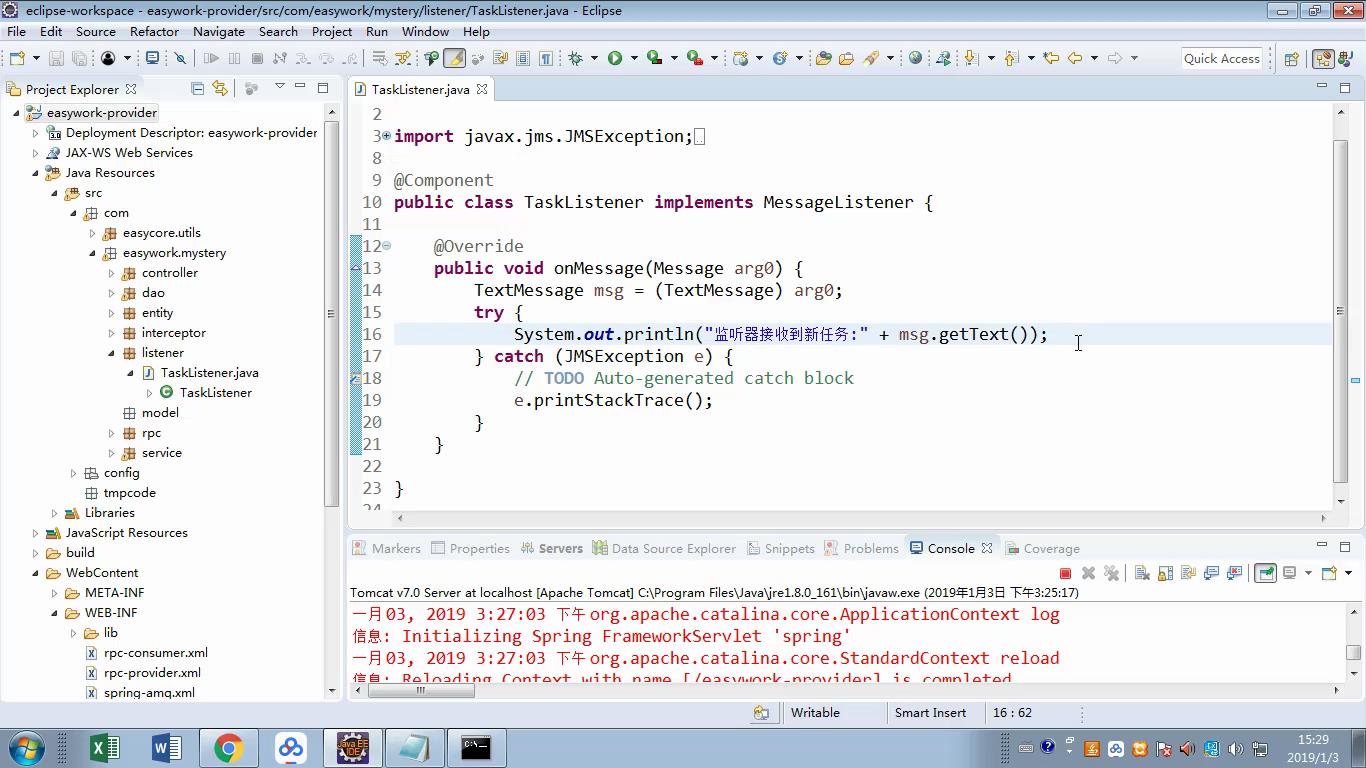 eclipse-workspace - easywork-provider/src/com/easywork/mystery/listener/TaskListener.java - Eclipse
File Edit Source Refactor Navigate Search Project Run Window Help
Quick Access
Project Explorer
easywork-provider
Deployment Descriptor: easywork-provider
JAX-WS Web Services
Java Resources
src
com
easycore.utils
easywork.mystery
controller
dao
entity
interceptor
listener
TaskListener.java
TaskListener
model
rpc
service
config
tmpcode
Libraries
JavaScript Resources
build
WebContent
META-INF
WEB-INF
lib
rpc-consumer.xml
rpc-provider.xml
spring-amq.xml
TaskListener.java
2
3 import javax.jms.JMSException;
8
9 @Component
10 public class TaskListener implements MessageListener {
11
12 @Override
13 public void onMessage(Message arg0) {
14 TextMessage msg = (TextMessage) arg0;
15 try {
16 System.out.println("监听器接收到新任务:" + msg.getText());
17 } catch (JMSException e) {
18 // TODO Auto-generated catch block
19 e.printStackTrace();
20 }
21 }
22
23 }
24
Markers Properties Servers Data Source Explorer Snippets Problems Console Coverage
Tomcat v7.0 Server at localhost [Apache Tomcat] C:\Program Files\Java\jre1.8.0_161\bin\javaw.exe (2019年1月3日 下午3:25:17)
一月 03, 2019 3:27:03 下午 org.apache.catalina.core.ApplicationContext log
信息: Initializing Spring FrameworkServlet 'spring'
一月 03, 2019 3:27:03 下午 org.apache.catalina.core.StandardContext reload
信息: Reloading Context with name [/easywork-provider] is completed
Writable Smart Insert 16 : 62
15:29
2019/1/3